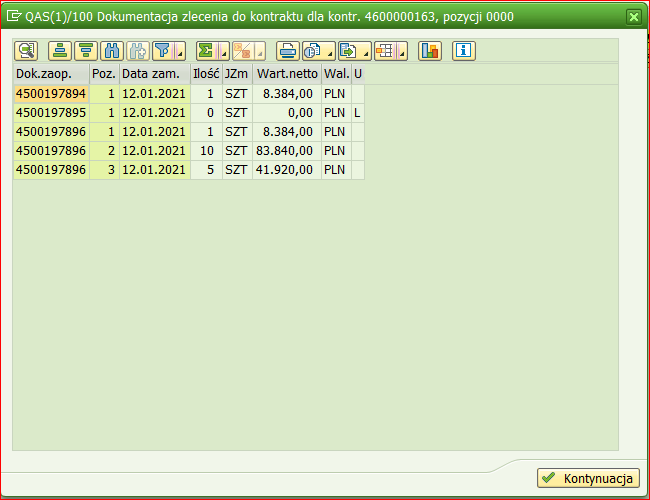 QAS(1)/100 Dokumentacja zlecenia do kontraktu dla kontr. 4600000163, pozycji 0000
Dok.zaop. Poz. Data zam. Ilość JZm Wart.netto Wal. U
4500197894 1 12.01.2021 1 SZT 8.384,00 PLN
4500197895 1 12.01.2021 0 SZT 0,00 PLN L
4500197896 1 12.01.2021 1 SZT 8.384,00 PLN
4500197896 2 12.01.2021 10 SZT 83.840,00 PLN
4500197896 3 12.01.2021 5 SZT 41.920,00 PLN
Kontynuacja